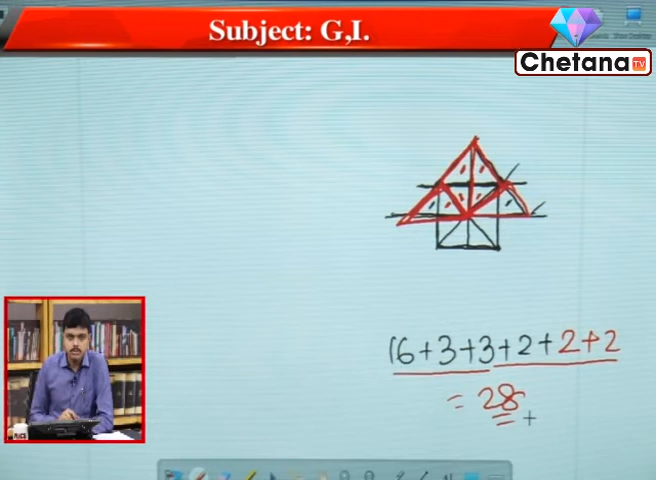 Subject: G,I.
Chetana TV
16+3+3+2+2+2
= 28